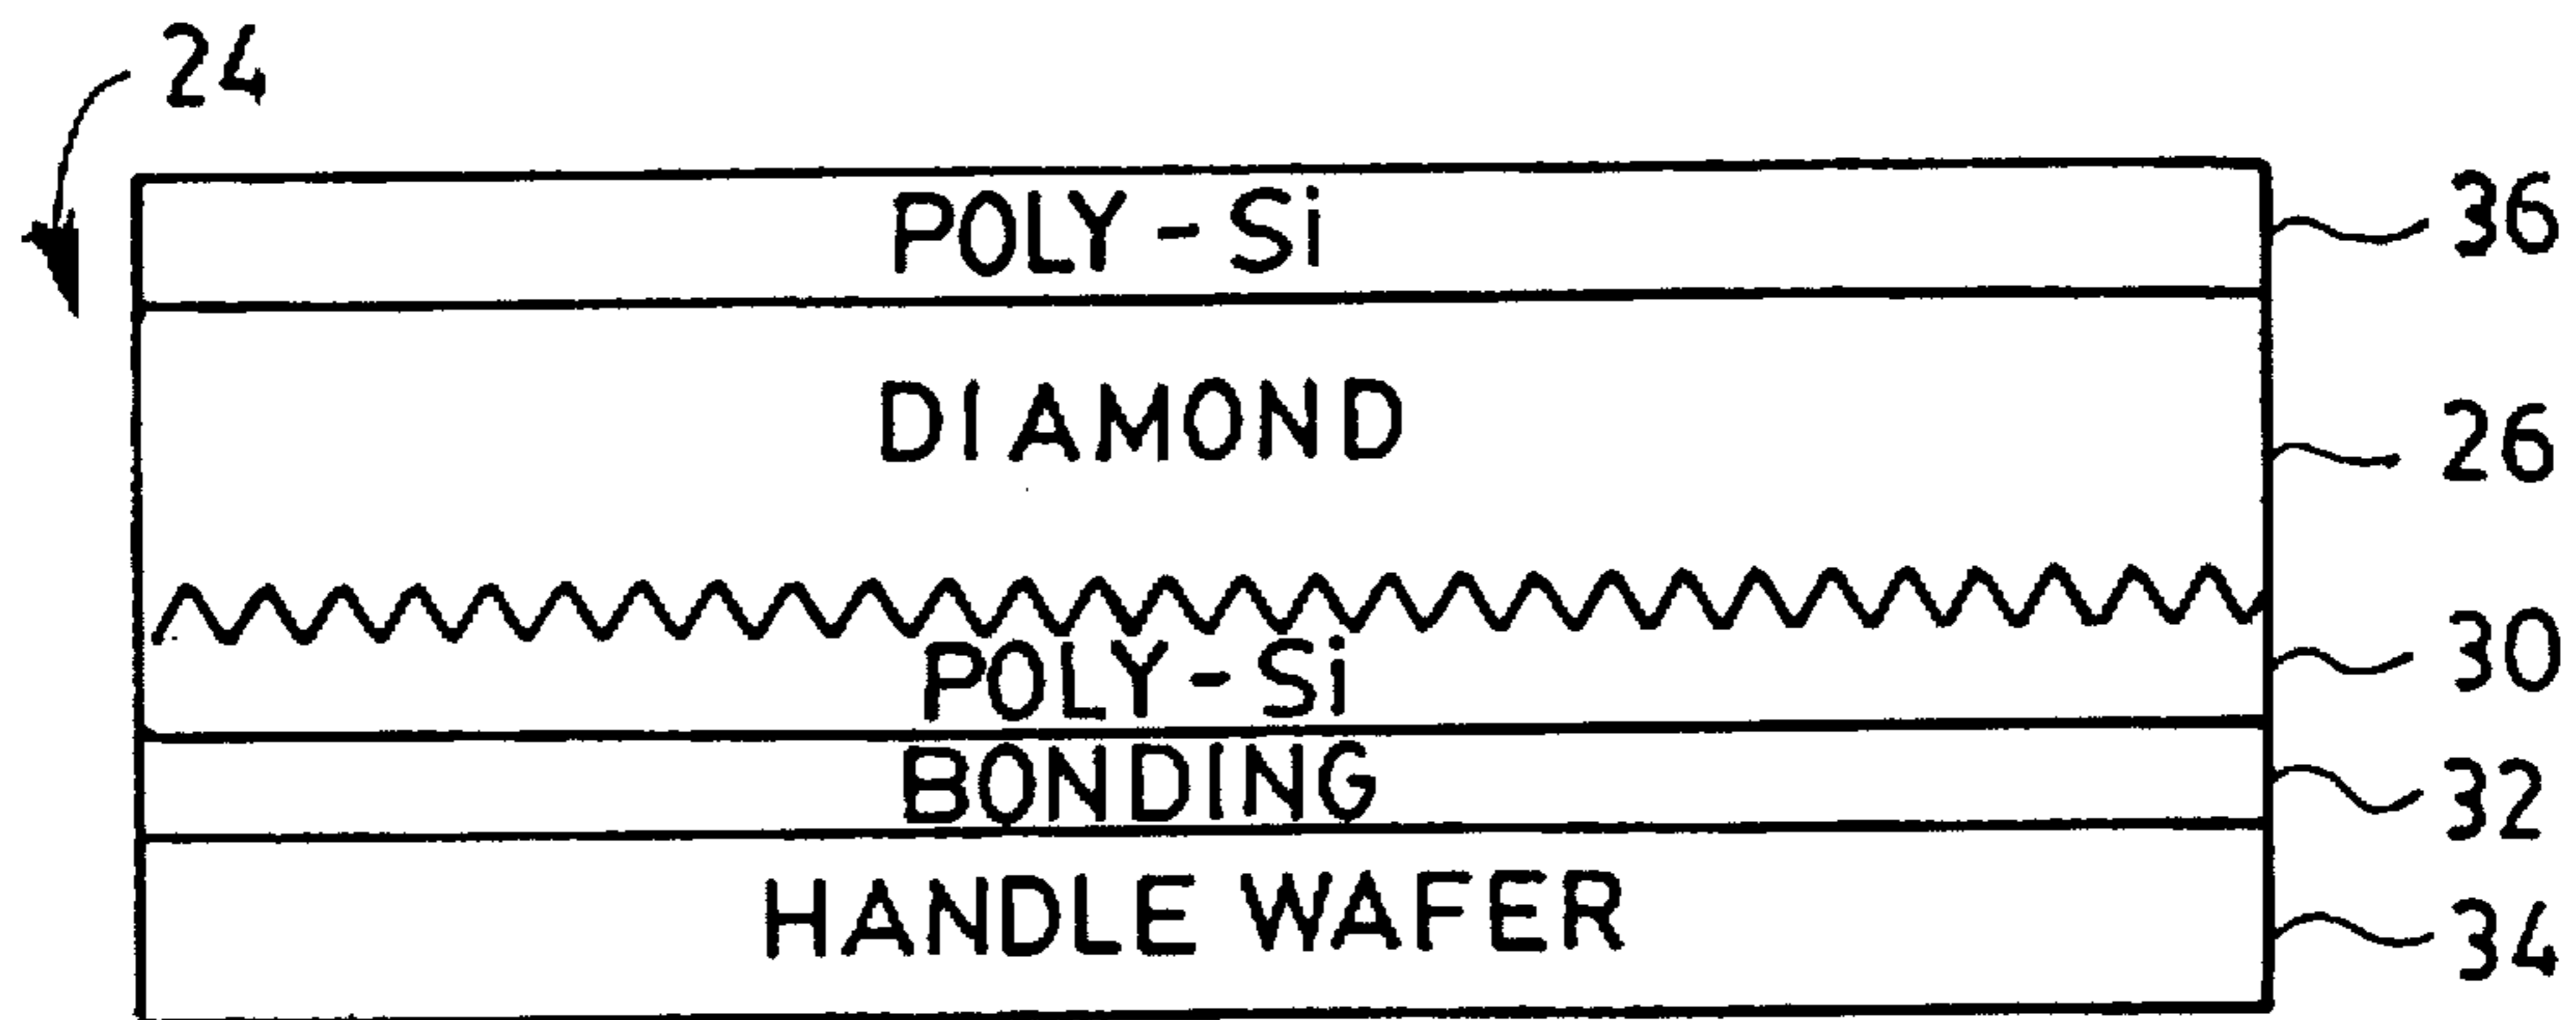 24
POLY-Si 36
DIAMOND 26
POLY-Si 30
BONDING 32
HANDLE WAFER 34